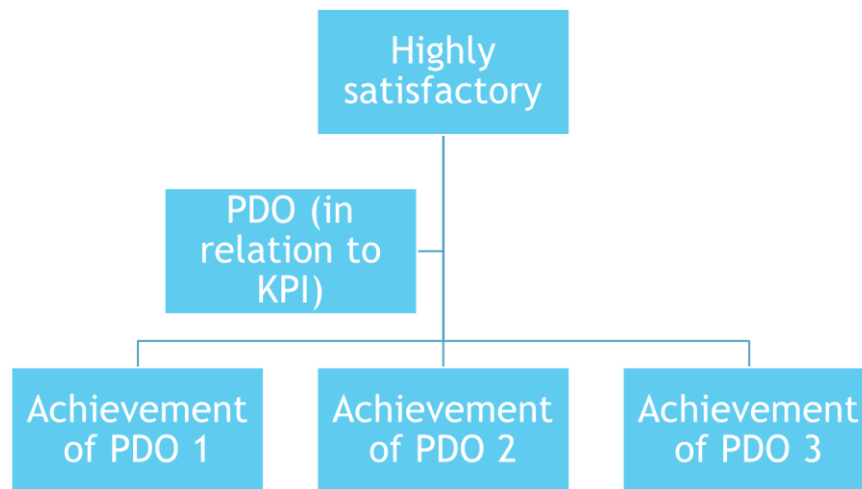 Highly
satisfactory
PDO (in
relation to
KPI)
Achievement
of PDO 1
Achievement
of PDO 2
Achievement
of PDO 3